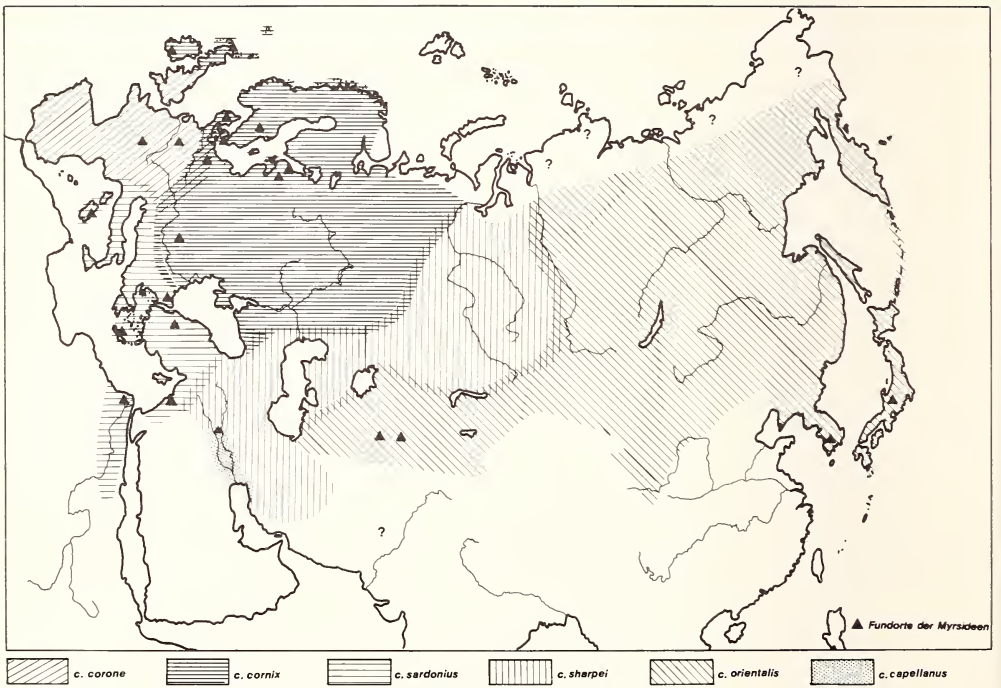 ?
?
?
?
?
▲ Fundorte der Myrsideen
c. corone
c. cornix
c. sardonius
c. sharpei
c. orientalis
c. capellanus